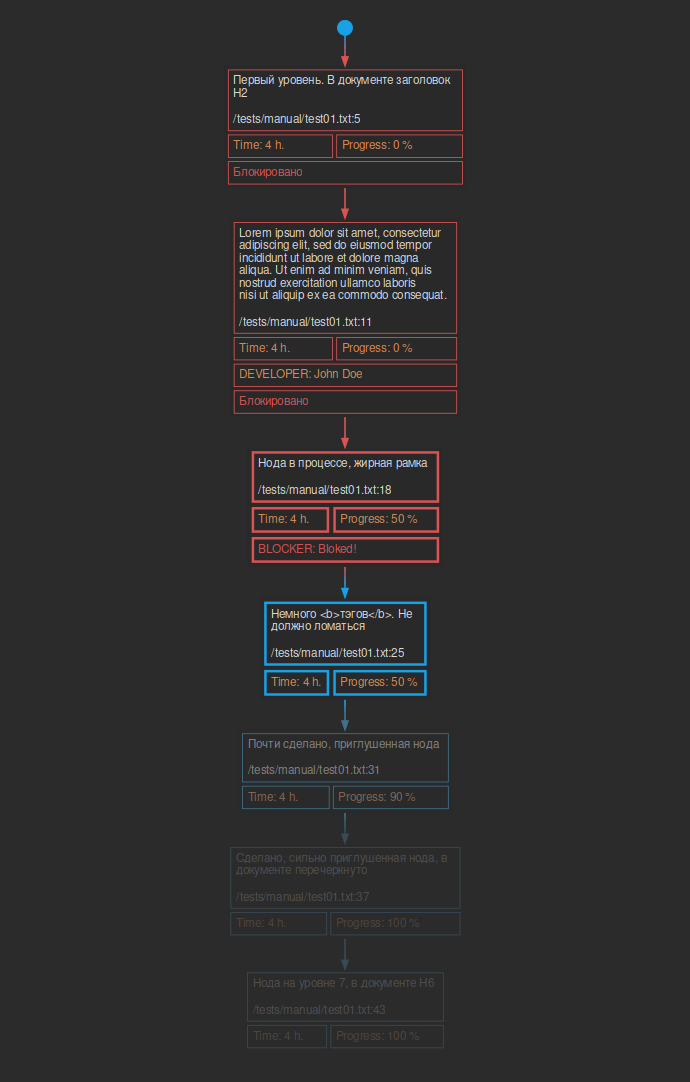 Первый уровень. В документе заголовок
H2
/tests/manual/test01.txt:5
Time: 4 h.
Progress: 0 %
Блокировано
Lorem ipsum dolor sit amet, consectetur
adipiscing elit, sed do eiusmod tempor
incididunt ut labore et dolore magna
aliqua. Ut enim ad minim veniam, quis
nostrud exercitation ullamco laboris
nisi ut aliquip ex ea commodo consequat.
/tests/manual/test01.txt:11
Time: 4 h.
Progress: 0 %
DEVELOPER: John Doe
Блокировано
Нода в процессе, жирная рамка
/tests/manual/test01.txt:18
Time: 4 h.
Progress: 50 %
BLOCKER: Bloked!
Немного <b>тэгов</b>. Не
должно ломаться
/tests/manual/test01.txt:25
Time: 4 h.
Progress: 50 %
Почти сделано, приглушенная нода
/tests/manual/test01.txt:31
Time: 4 h.
Progress: 90 %
Сделано, сильно приглушенная нода, в
документе перечеркнуто
/tests/manual/test01.txt:37
Time: 4 h.
Progress: 100 %
Нода на уровне 7, в документе H6
/tests/manual/test01.txt:43
Time: 4 h.
Progress: 100 %